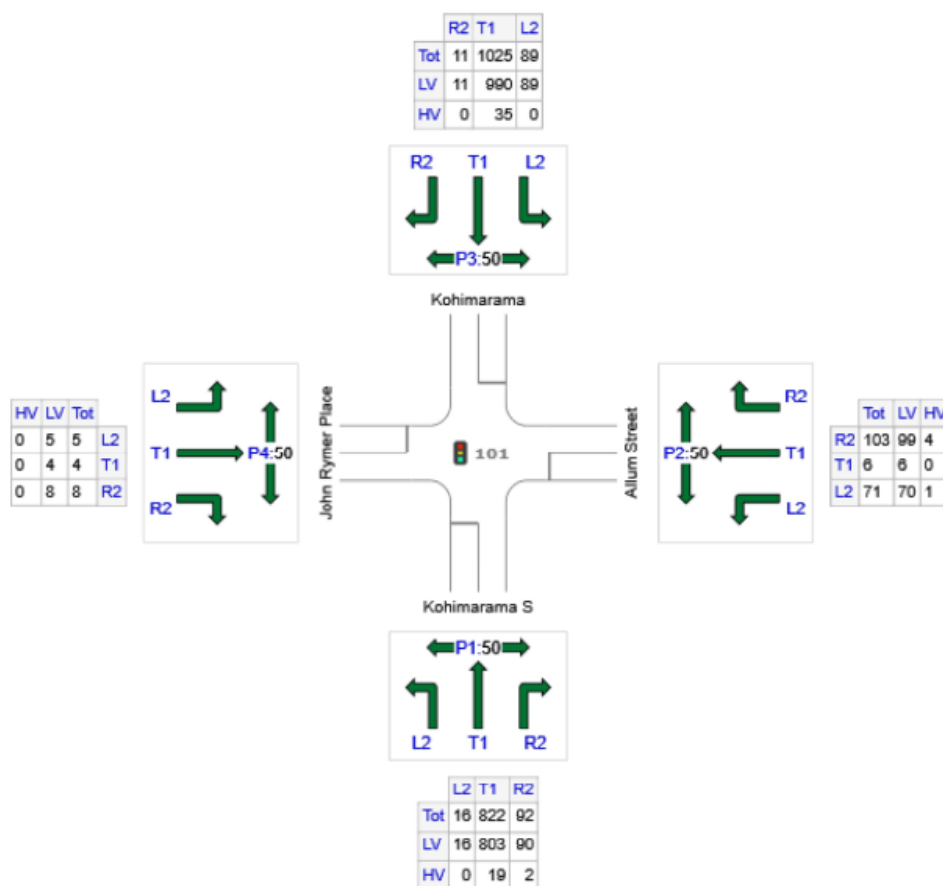 R2 T1 L2
Tot 11 1025 89
LV 11 990 89
HV 0 35 0
R2 T1 L2
P3:50
Kohimarama
L2
T1 P4:50
R2
HV LV Tot
0 5 5 L2
0 4 4 T1
0 8 8 R2
John Rymer Place
101
Allum Street
R2
P2:50 T1
L2
Tot LV HV
R2 103 99 4
T1 6 6 0
L2 71 70 1
Kohimarama S
P1:50
L2 T1 R2
L2 T1 R2
Tot 16 822 92
LV 16 803 90
HV 0 19 2